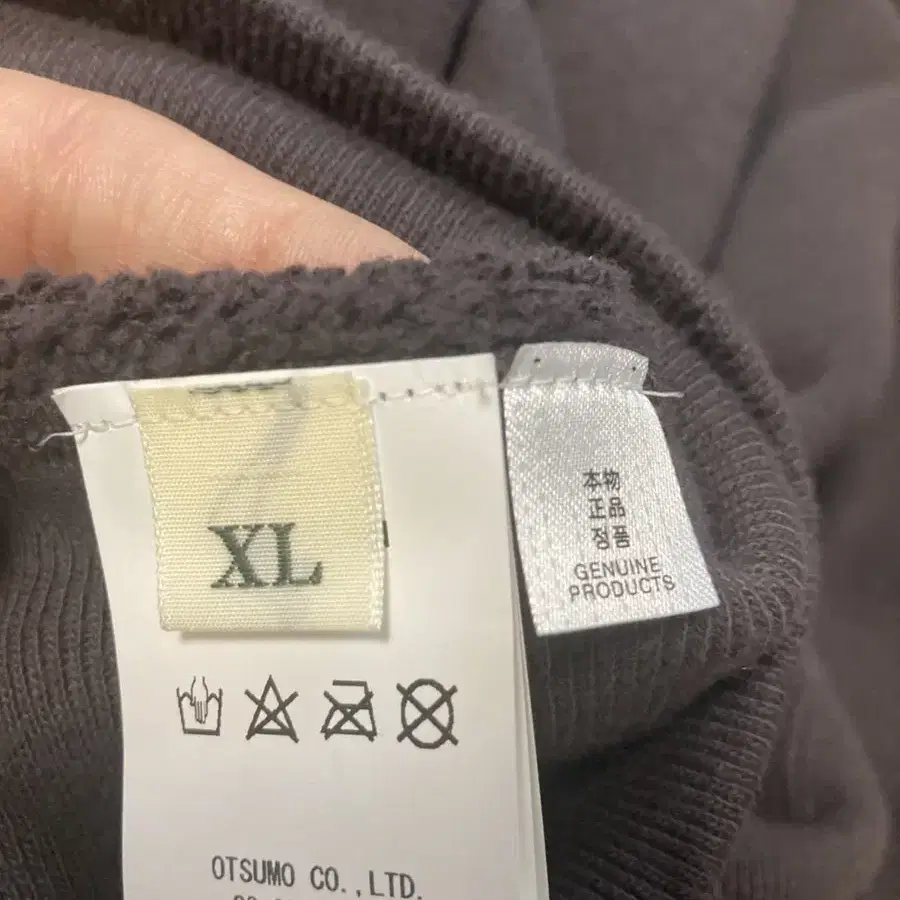 XL
本物
正品
정품
GENUINE
PRODUCTS
OTSUMO CO.,LTD.